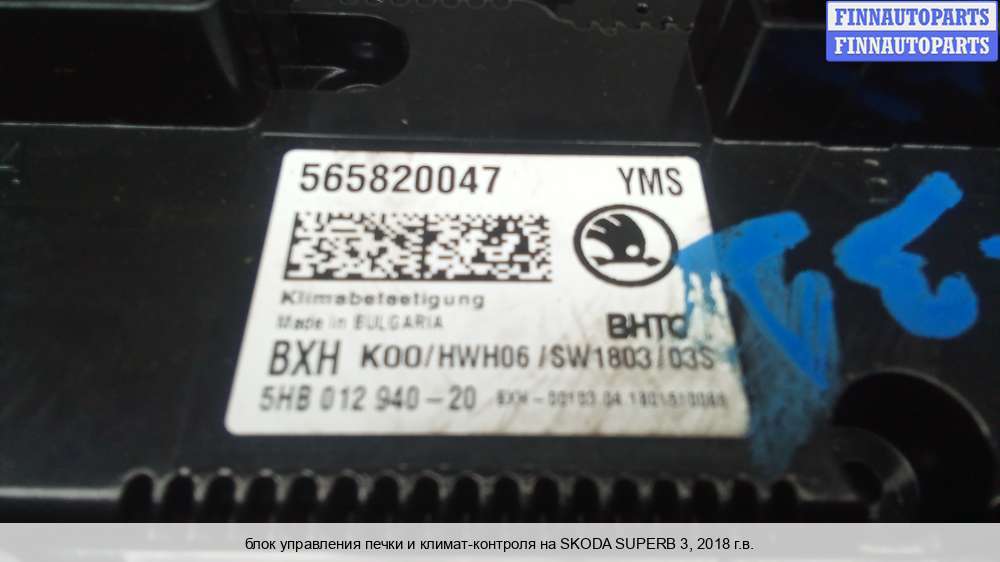 FINNAUTOPARTS
FINNAUTOPARTS
565820047 YMS
Klimabetaetigung
Made in BULGARIA
BHTC
BXH K00/HWH06/SW1803/03S
5HB 012 940-20
блок управления печки и климат-контроля на SKODA SUPERB 3, 2018 г.в.